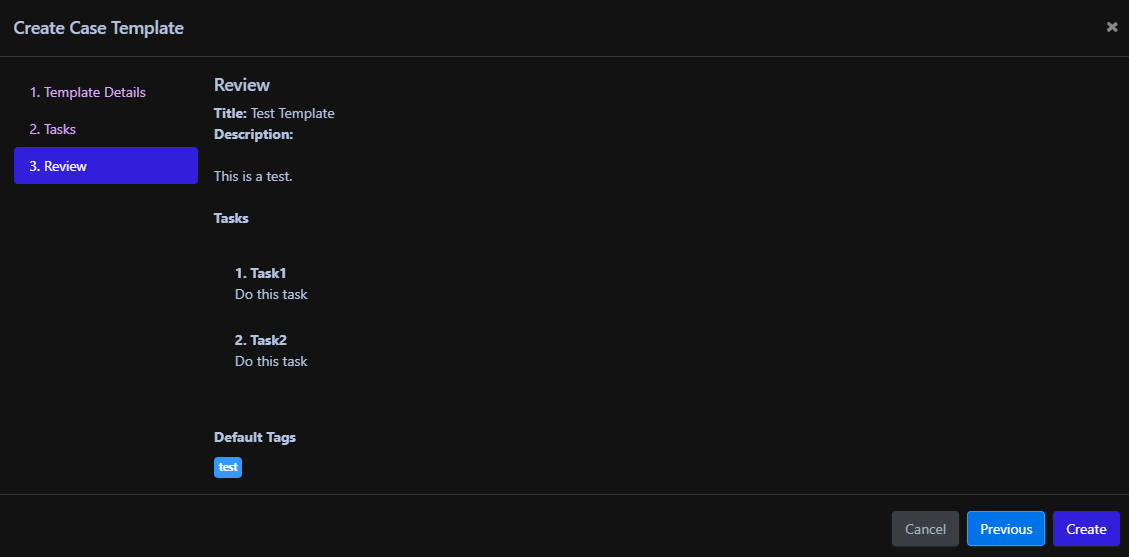 Create Case Template
1. Template Details
2. Tasks
3. Review
Review
Title: Test Template
Description:
This is a test.
Tasks
1. Task1
Do this task
2. Task2
Do this task
Default Tags
test
Cancel
Previous
Create